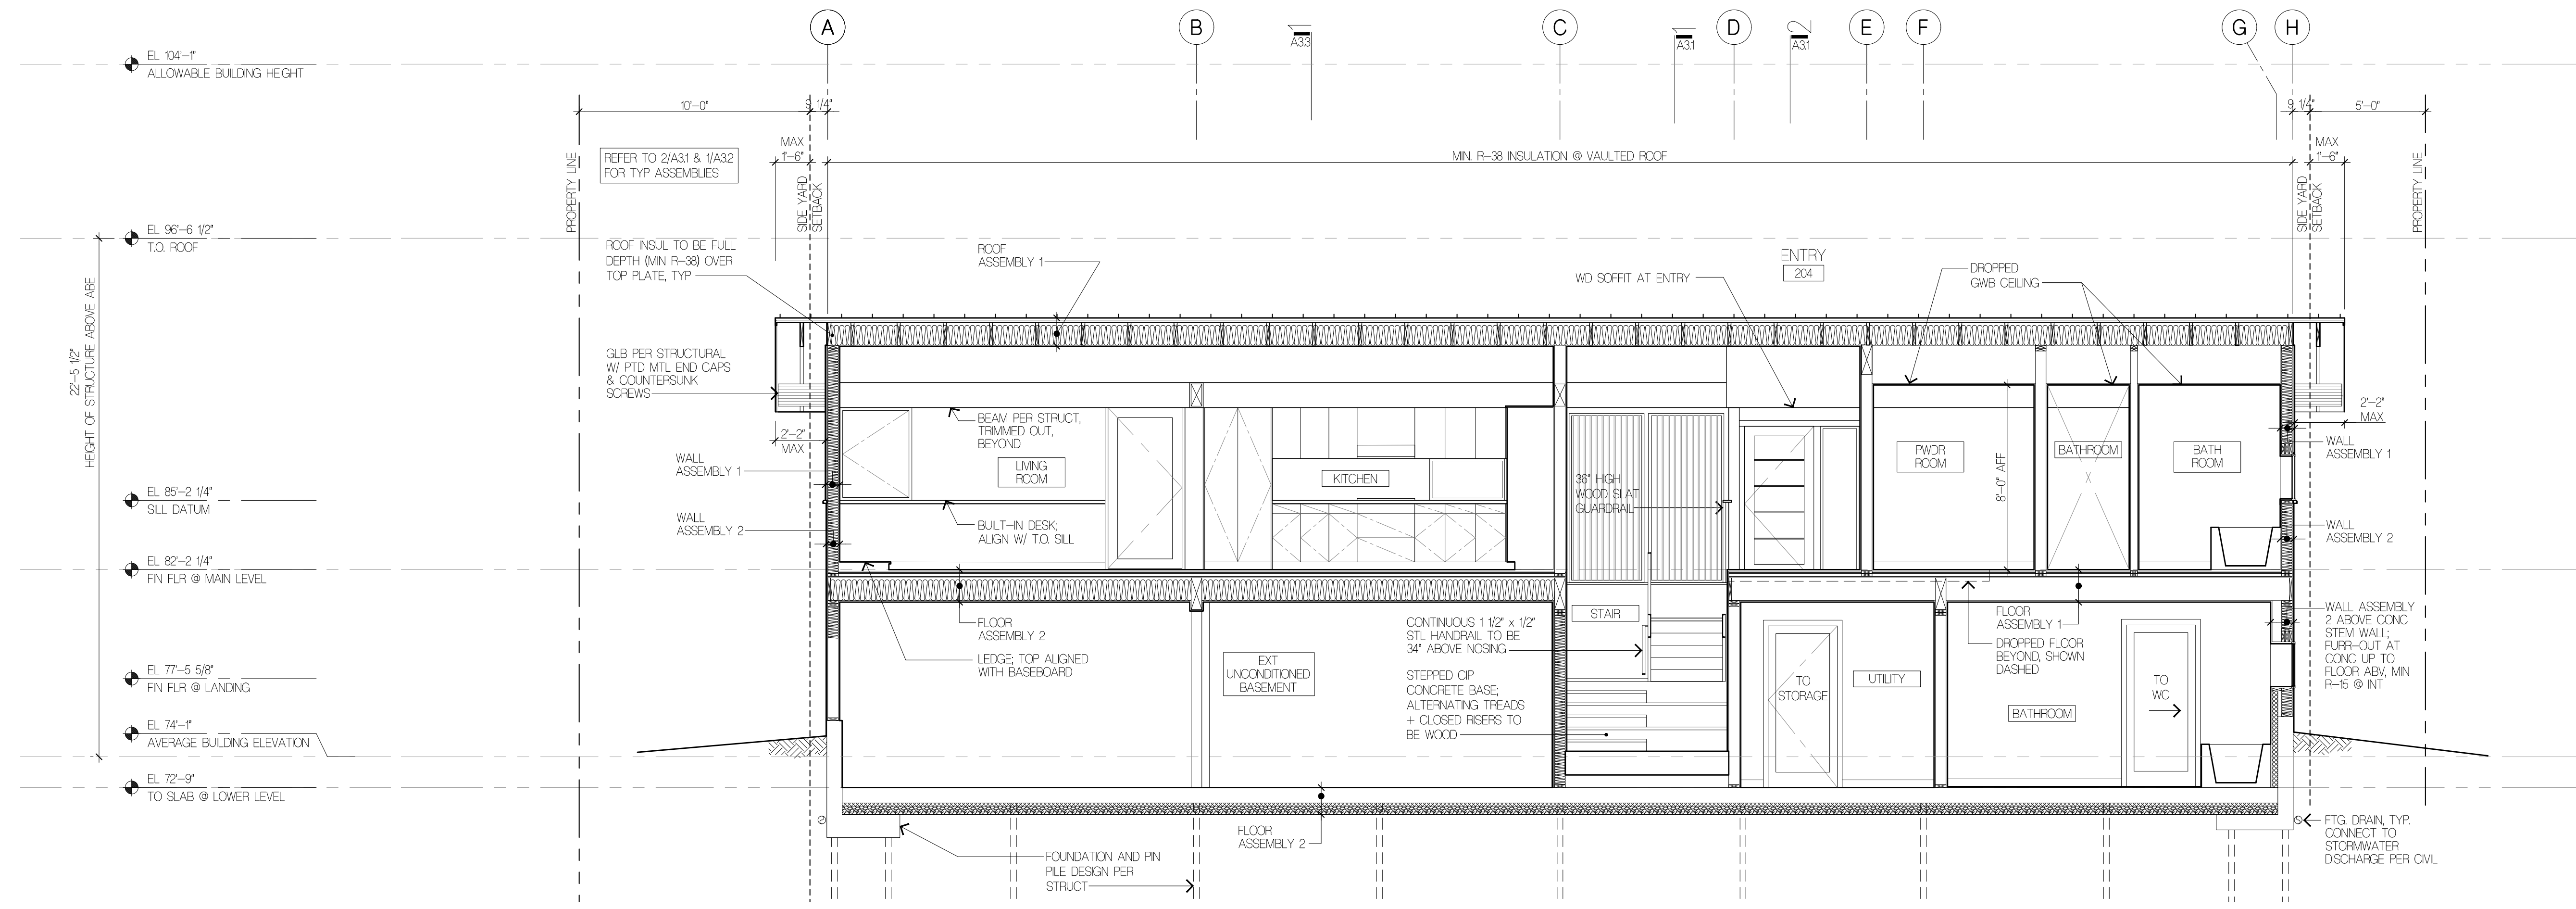 A
B
C
D
E
F
G
H
1
A3.3
1
A3.1
2
A3.1
EL 104'-1"
ALLOWABLE BUILDING HEIGHT
10'-0"
9 1/4"
9 1/4"
5'-0"
MAX
1'-6"
MAX
1'-6"
REFER TO 2/A3.1 & 1/A3.2
FOR TYP ASSEMBLIES
MIN. R-38 INSULATION @ VAULTED ROOF
PROPERTY LINE
SIDE YARD
SETBACK
SIDE YARD
SETBACK
PROPERTY LINE
EL 96'-6 1/2"
T.O. ROOF
ROOF INSUL TO BE FULL
DEPTH (MIN R-38) OVER
TOP PLATE, TYP
ROOF
ASSEMBLY 1
WD SOFFIT AT ENTRY
ENTRY
204
DROPPED
GWB CEILING
22'-5 1/2"
HEIGHT OF STRUCTURE ABOVE ABE
GLB PER STRUCTURAL
W/ PTD MTL END CAPS
& COUNTERSUNK
SCREWS
2'-2"
MAX
2'-2"
MAX
BEAM PER STRUCT,
TRIMMED OUT,
BEYOND
WALL
ASSEMBLY 1
LIVING
ROOM
KITCHEN
36" HIGH
WOOD SLAT
GUARDRAIL
PWDR
ROOM
8'-0" AFF
BATHROOM
BATH
ROOM
WALL
ASSEMBLY 1
EL 85'-2 1/4"
SILL DATUM
WALL
ASSEMBLY 2
BUILT-IN DESK;
ALIGN W/ T.O. SILL
WALL
ASSEMBLY 2
EL 82'-2 1/4"
FIN FLR @ MAIN LEVEL
FLOOR
ASSEMBLY 2
LEDGE; TOP ALIGNED
WITH BASEBOARD
EXT
UNCONDITIONED
BASEMENT
CONTINUOUS 1 1/2" x 1/2"
STL HANDRAIL TO BE
34" ABOVE NOSING
STEPPED CIP
CONCRETE BASE;
ALTERNATING TREADS
+ CLOSED RISERS TO
BE WOOD
STAIR
TO
STORAGE
UTILITY
FLOOR
ASSEMBLY 1
DROPPED FLOOR
BEYOND, SHOWN
DASHED
BATHROOM
TO
WC
WALL ASSEMBLY
2 ABOVE CONC
STEM WALL;
FURR-OUT AT
CONC UP TO
FLOOR ABV, MIN
R-15 @ INT
EL 77'-5 5/8"
FIN FLR @ LANDING
EL 74'-1"
AVERAGE BUILDING ELEVATION
EL 72'-9"
TO SLAB @ LOWER LEVEL
FLOOR
ASSEMBLY 2
FOUNDATION AND PIN
PILE DESIGN PER
STRUCT
FTG. DRAIN, TYP.
CONNECT TO
STORMWATER
DISCHARGE PER CIVIL